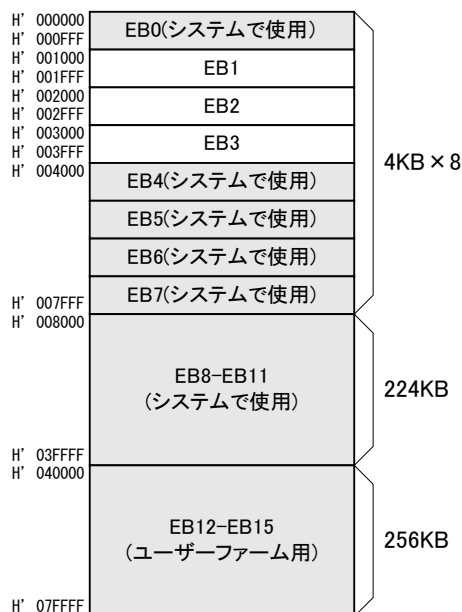 H' 000000
H' 000FFF
EB0(システムで使用)
H' 001000
H' 001FFF
EB1
H' 002000
H' 002FFF
EB2
H' 003000
H' 003FFF
EB3
H' 004000
EB4(システムで使用)
EB5(システムで使用)
EB6(システムで使用)
EB7(システムで使用)
H' 007FFF
4KB×8
H' 008000
EB8-EB11
(システムで使用)
H' 03FFFF
224KB
H' 040000
EB12-EB15
(ユーザーファーム用)
H' 07FFFF
256KB